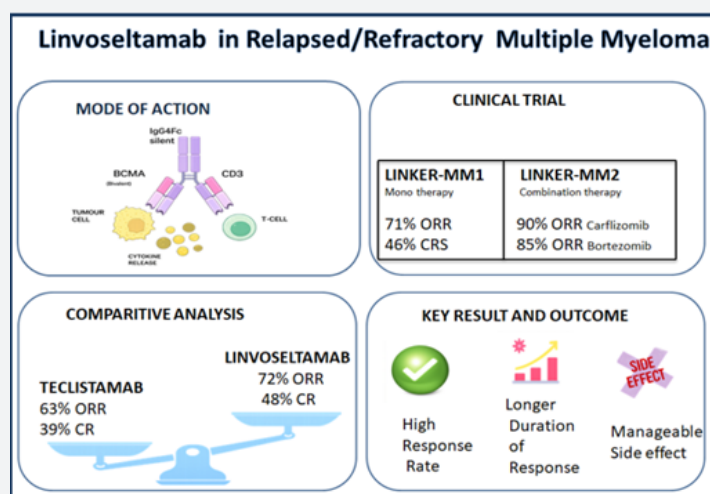 Linvoseltamab in Relapsed/Refractory Multiple Myeloma
MODE OF ACTION
IgG4Fc
silent
BCMA
(Bivalent)
CD3
TUMOUR
CELL
T-CELL
CYTOKINE
RELEASE
CLINICAL TRIAL
LINKER-MM1
Mono therapy
71% ORR
46% CRS
LINKER-MM2
Combination therapy
90% ORR Carflizomib
85% ORR Bortezomib
COMPARITIVE ANALYSIS
TECLISTAMAB
63% ORR
39% CR
LINVOSELTAMAB
72% ORR
48% CR
KEY RESULT AND OUTCOME
High
Response
Rate
Longer
Duration
of
Response
SIDE
EFFECT
Manageable
Side effect